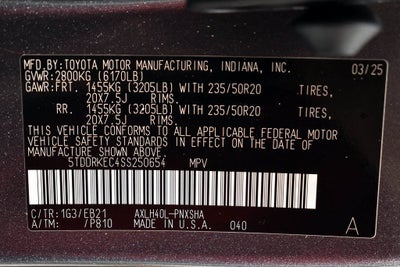 MFD.BY:TOYOTA MOTOR MANUFACTURING, INDIANA, INC. 03/25
GVWR:2800KG (6170LB)
GAWR:FRT. 1455KG (3205LB) WITH 235/50R20 TIRES,
20X7.5J RIMS.
RR. 1455KG (3205LB) WITH 235/50R20 TIRES,
20X7.5J RIMS.
THIS VEHICLE CONFORMS TO ALL APPLICABLE FEDERAL MOTOR
VEHICLE SAFETY STANDARDS IN EFFECT ON THE DATE OF
MANUFACTURE SHOWN ABOVE.
5TDDRKEC4SS250654 MPV
C/TR:1G3/EB21 AXLH40L-PNXSHA
A/TM: /P810 MADE IN U.S.A. 040 A